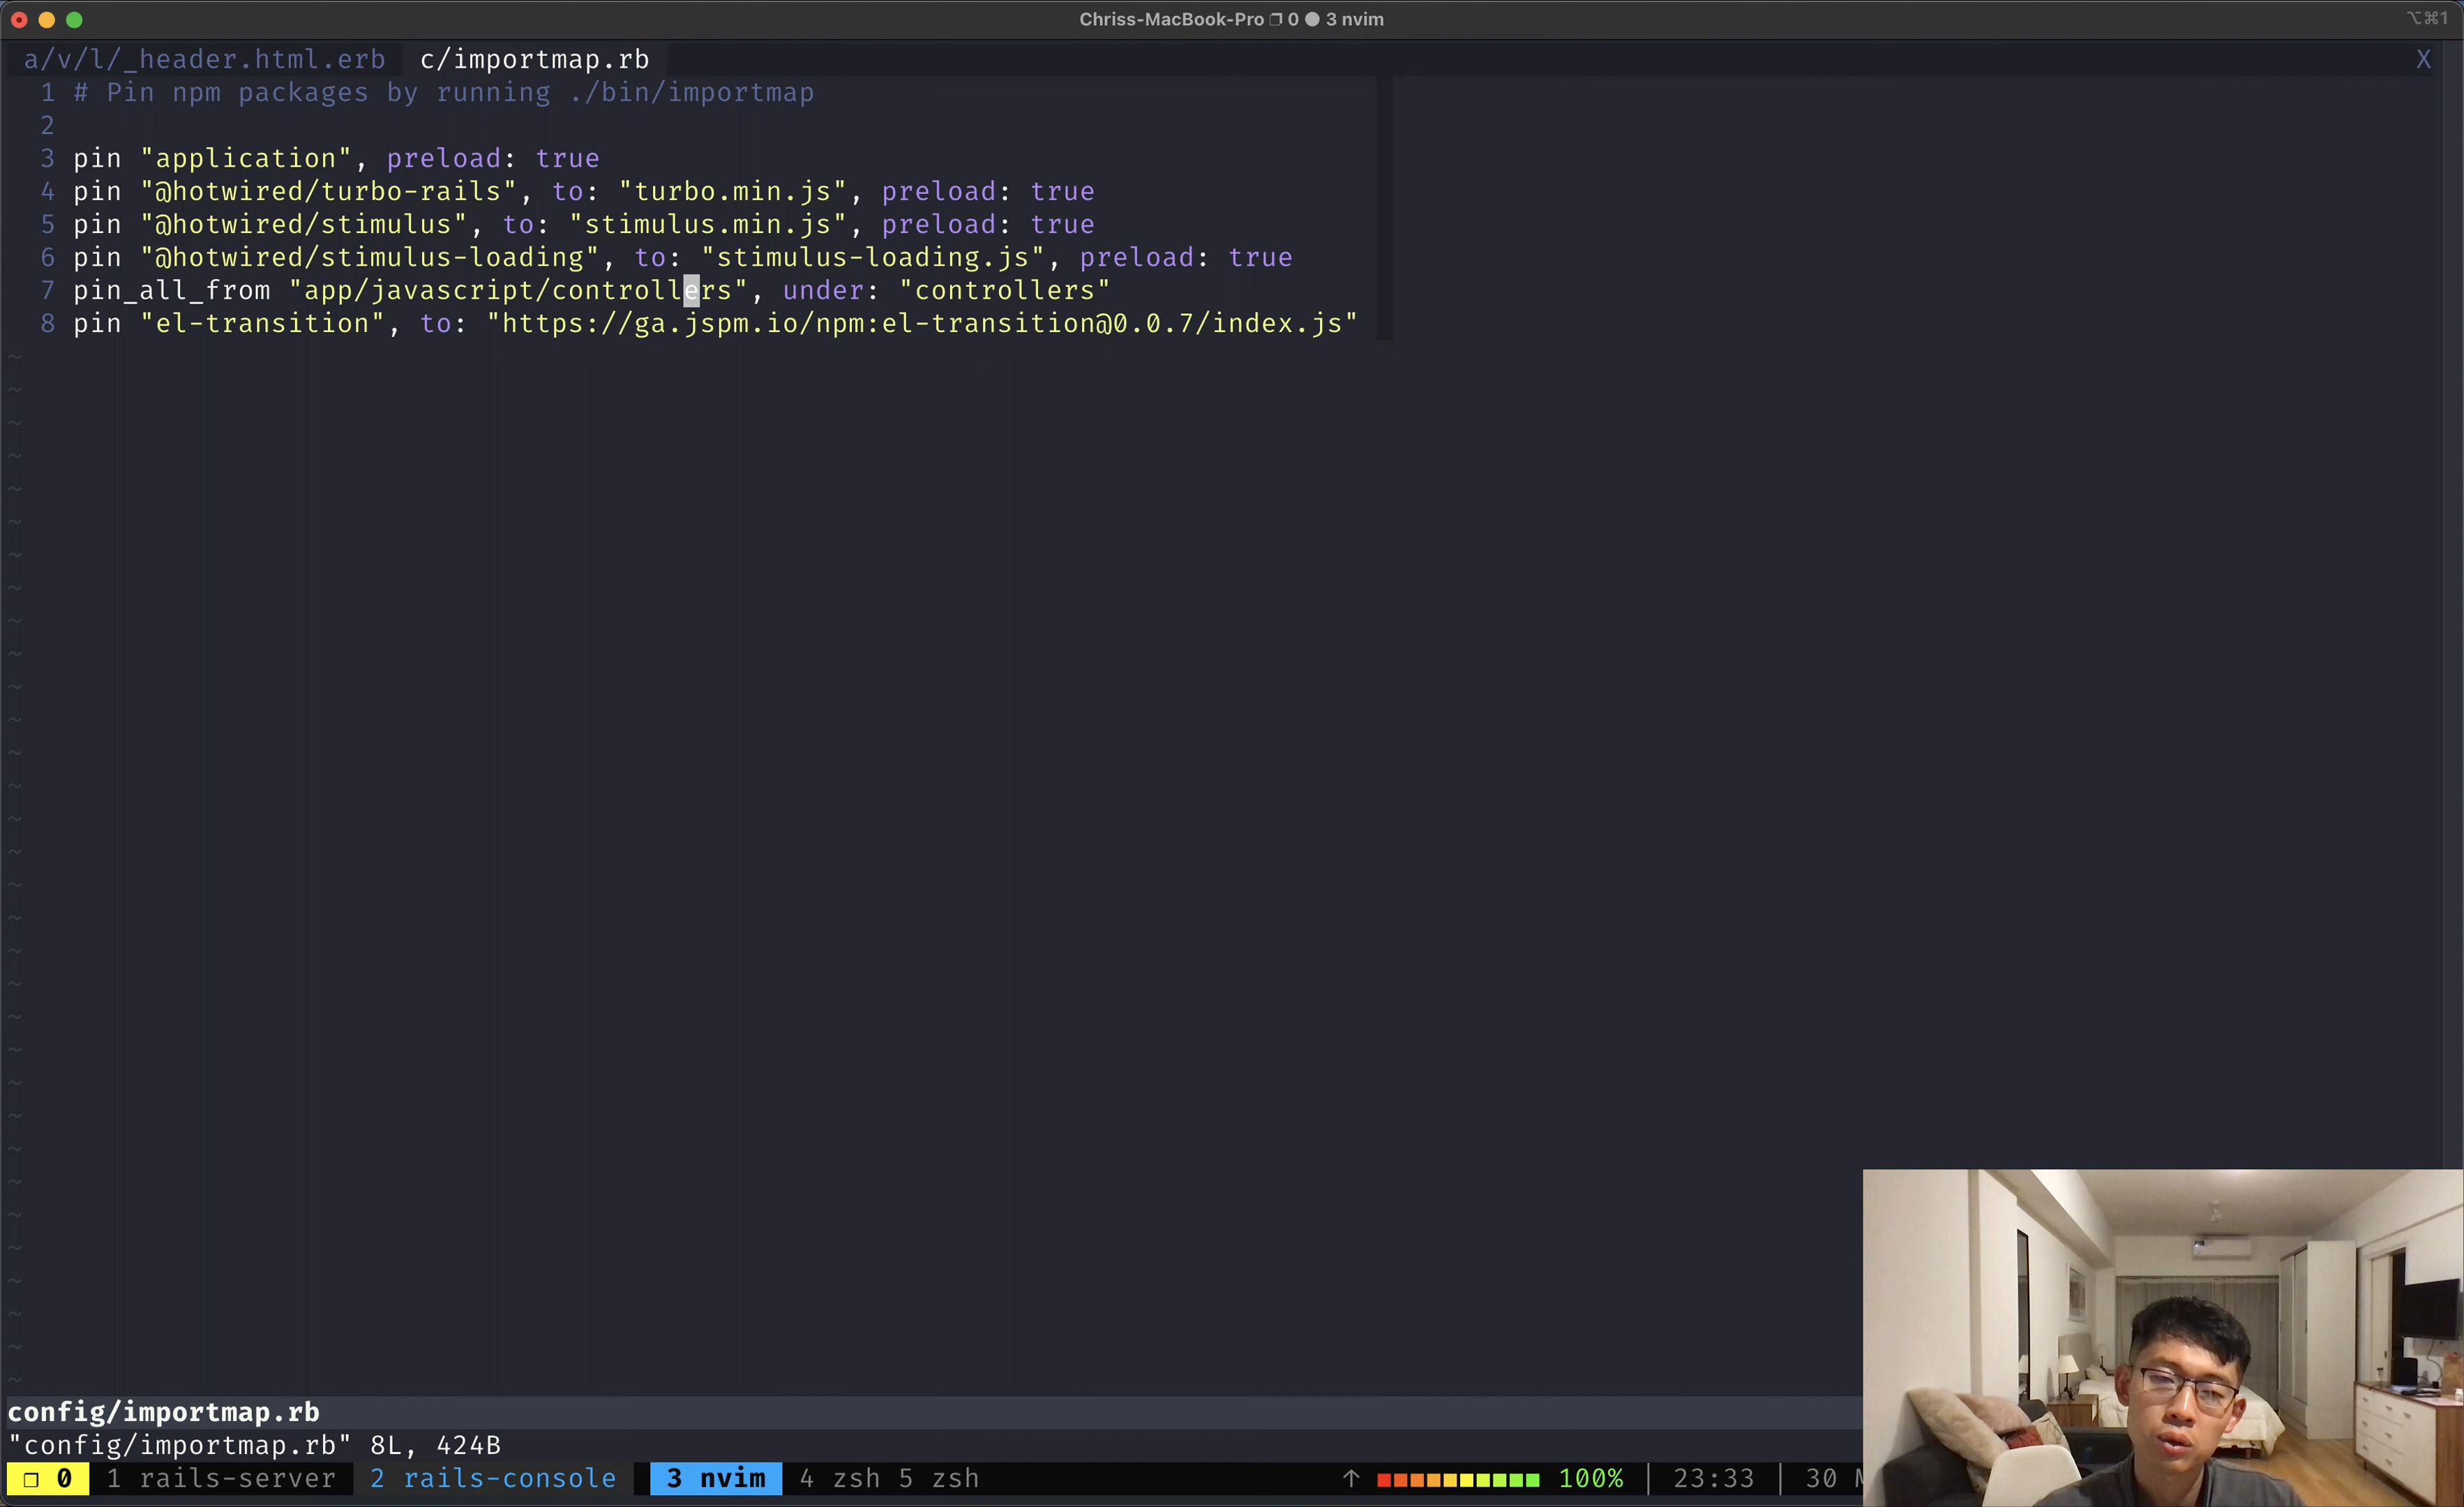 Chriss-MacBook-Pro ❐ 0 ● 3 nvim
⌥⌘1
a/v/l/_header.html.erb c/importmap.rb X
1 # Pin npm packages by running ./bin/importmap
2
3 pin "application", preload: true
4 pin "@hotwired/turbo-rails", to: "turbo.min.js", preload: true
5 pin "@hotwired/stimulus", to: "stimulus.min.js", preload: true
6 pin "@hotwired/stimulus-loading", to: "stimulus-loading.js", preload: true
7 pin_all_from "app/javascript/controllers", under: "controllers"
8 pin "el-transition", to: "https://ga.jspm.io/npm:el-transition@0.0.7/index.js"
config/importmap.rb
"config/importmap.rb" 8L, 424B
❐ 0 1 rails-server 2 rails-console 3 nvim 4 zsh 5 zsh ↑ 100% | 23:33 | 30